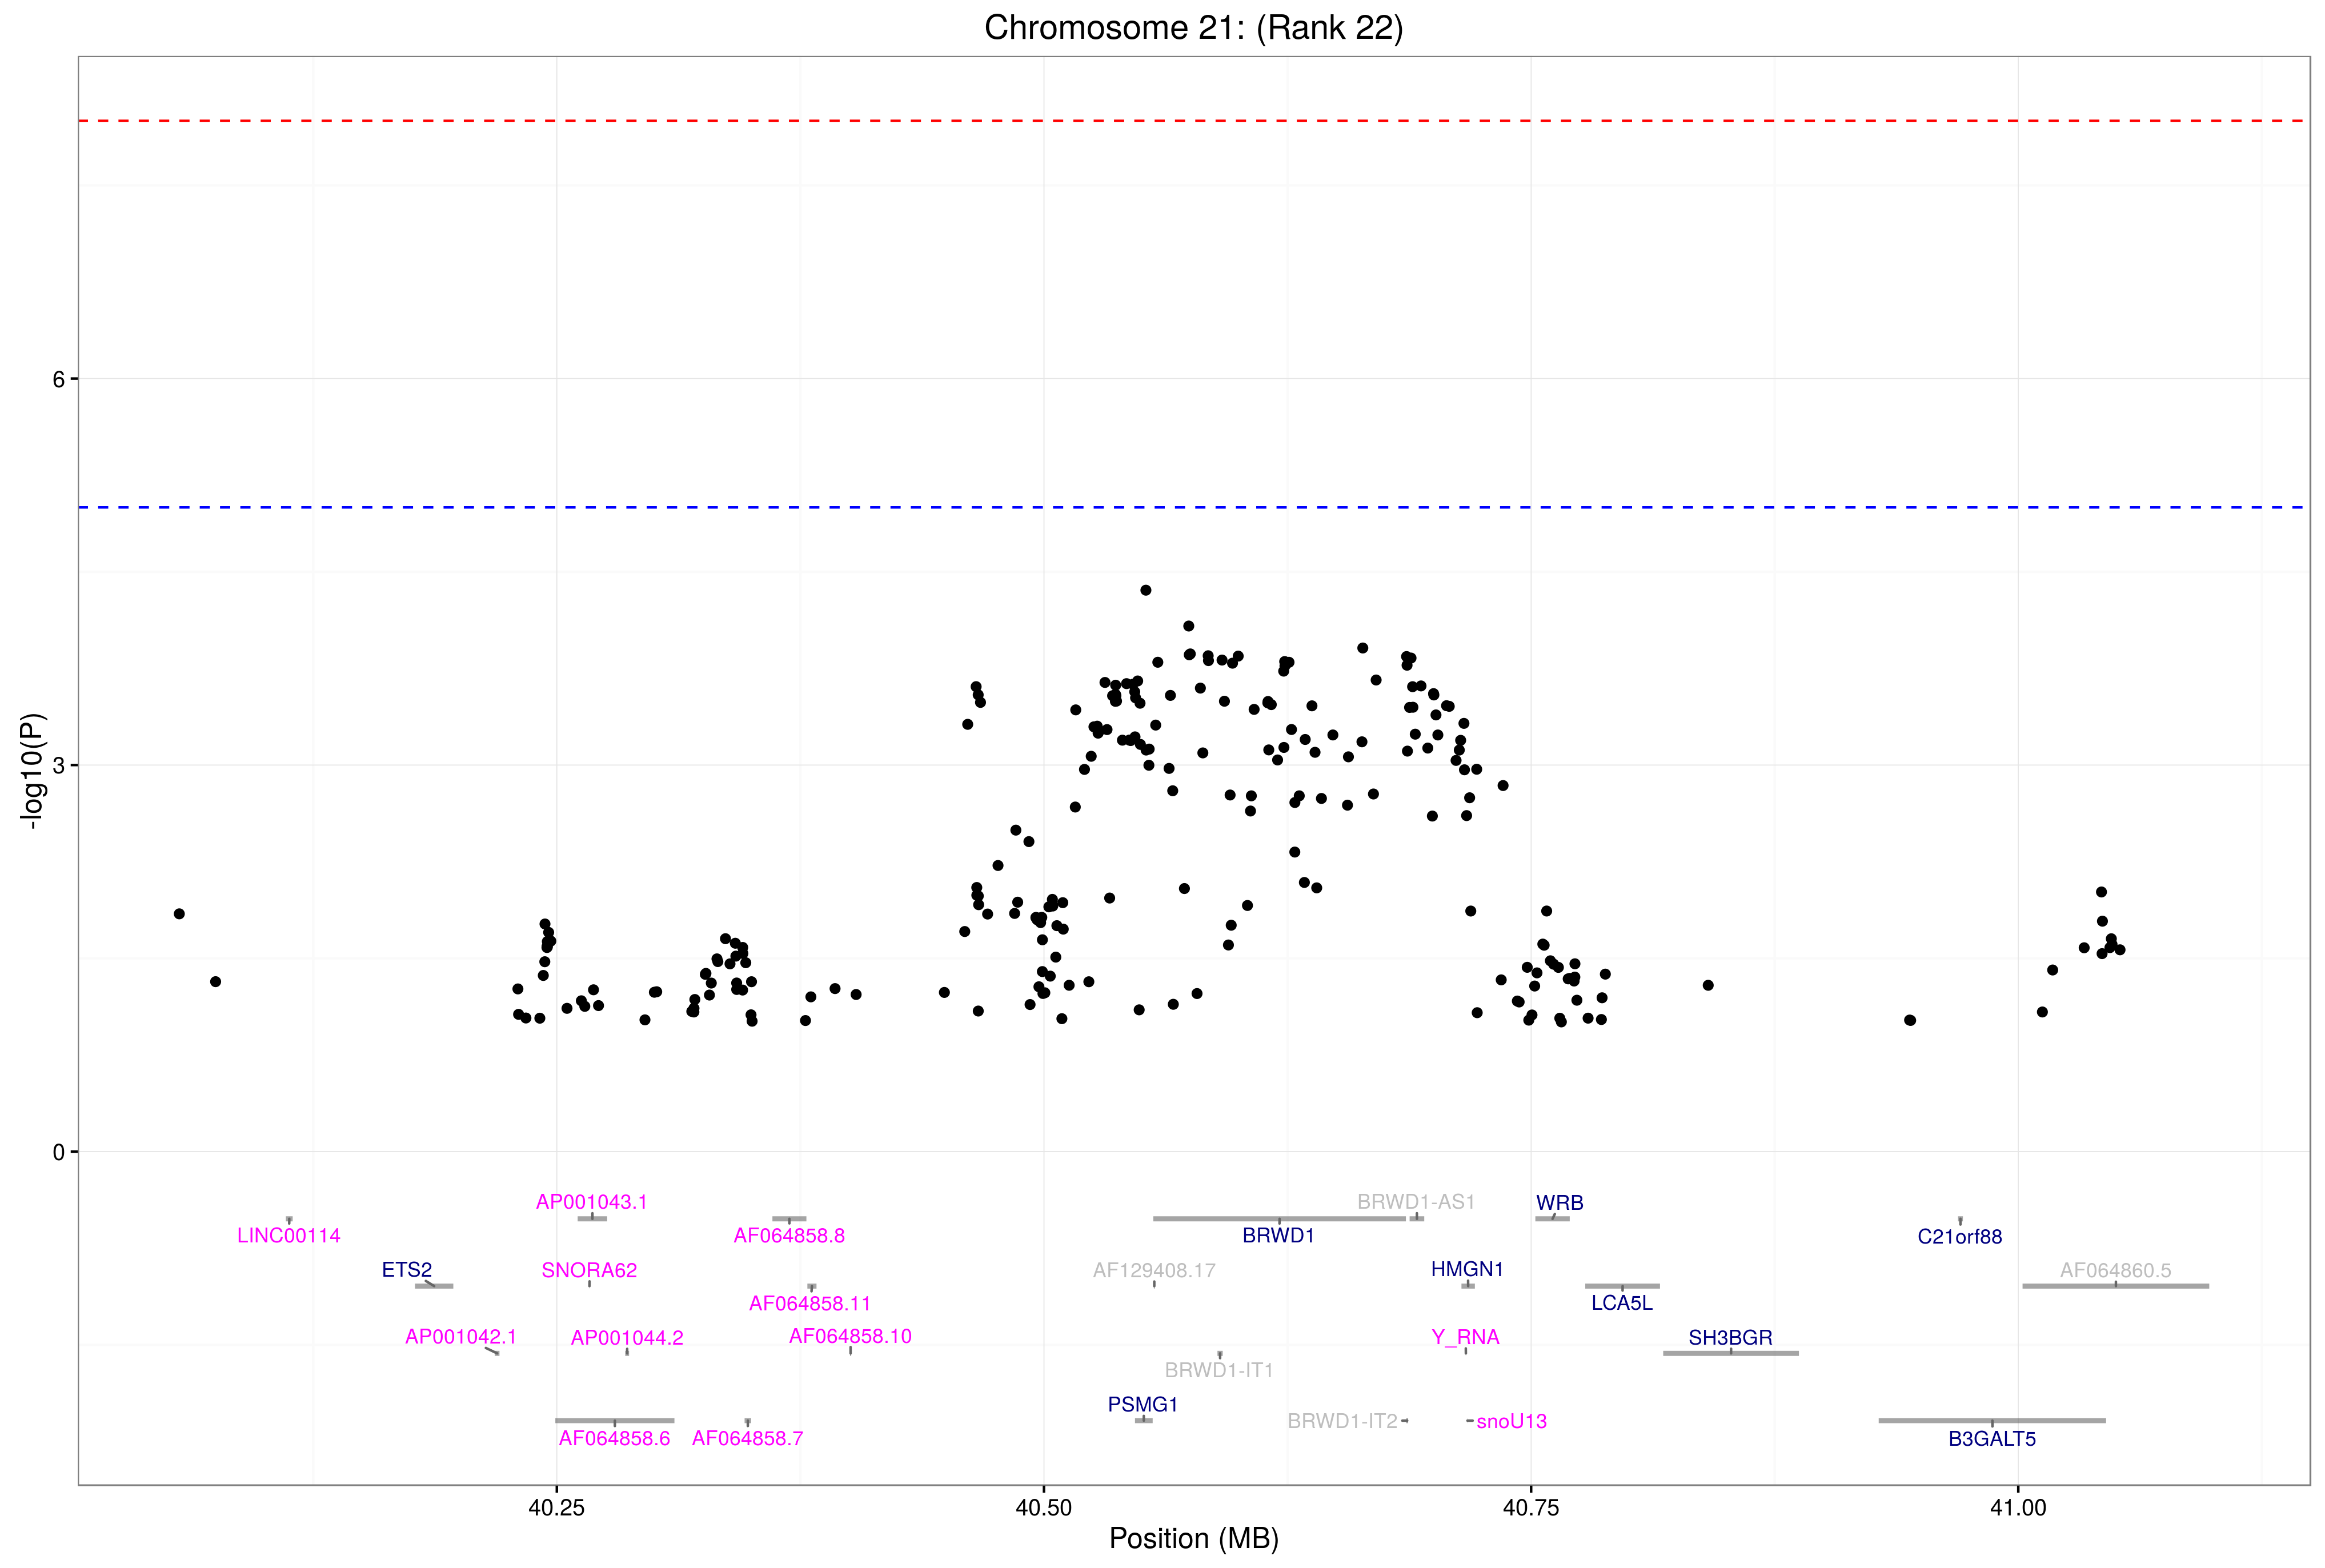 Chromosome 21: (Rank 22)
-log10(P)
6
3
0
AP001043.1
BRWD1-AS1
WRB
LINC00114
AF064858.8
BRWD1
C21orf88
ETS2
SNORA62
AF129408.17
HMGN1
AF064860.5
AF064858.11
LCA5L
AP001042.1
AP001044.2
AF064858.10
Y_RNA
SH3BGR
BRWD1-IT1
PSMG1
BRWD1-IT2
snoU13
AF064858.6
AF064858.7
B3GALT5
40.25
40.50
40.75
41.00
Position (MB)